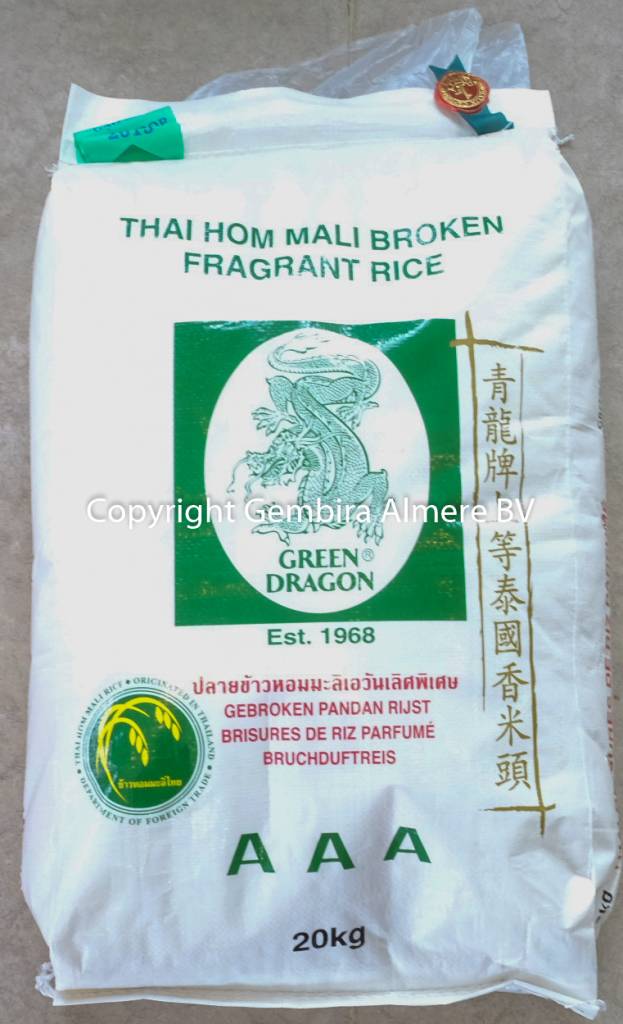 THAI HOM MALI BROKEN
FRAGRANT RICE
Copyright Gembira Almere BV
GREEN®
DRAGON
Est. 1968
青龍牌上等泰國香米頭
ปลายข้าวหอมมะลิเอวันเลิศพิเศษ
GEBROKEN PANDAN RIJST
BRISURES DE RIZ PARFUMÉ
BRUCHDUFTREIS
THAI HOM MALI RICE • ORIGINATED IN THAILAND
• DEPARTMENT OF FOREIGN TRADE •
ข้าวหอมมะลิไทย
A A A
20kg